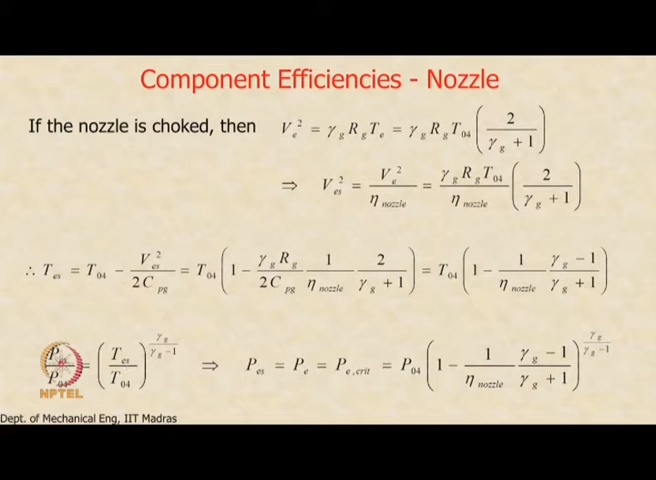 Component Efficiencies - Nozzle
If the nozzle is choked, then V_e^2 = γ_g R_g T_e = γ_g R_g T_04 ( 2 / (γ_g + 1) )
⇒ V_es^2 = V_e^2 / η_nozzle = γ_g R_g T_04 / η_nozzle ( 2 / (γ_g + 1) )
∴ T_es = T_04 − V_es^2 / (2 C_pg) = T_04 ( 1 − (γ_g R_g / 2 C_pg) (1 / η_nozzle) (2 / (γ_g + 1)) ) = T_04 ( 1 − (1 / η_nozzle) ((γ_g − 1) / (γ_g + 1)) )
P / P_04 = ( T_es / T_04 )^(γ_g / (γ_g − 1)) ⇒ P_es = P_e = P_e,crit = P_04 ( 1 − (1 / η_nozzle) ((γ_g − 1) / (γ_g + 1)) )^(γ_g / (γ_g − 1))
NPTEL
Dept. of Mechanical Eng, IIT Madras